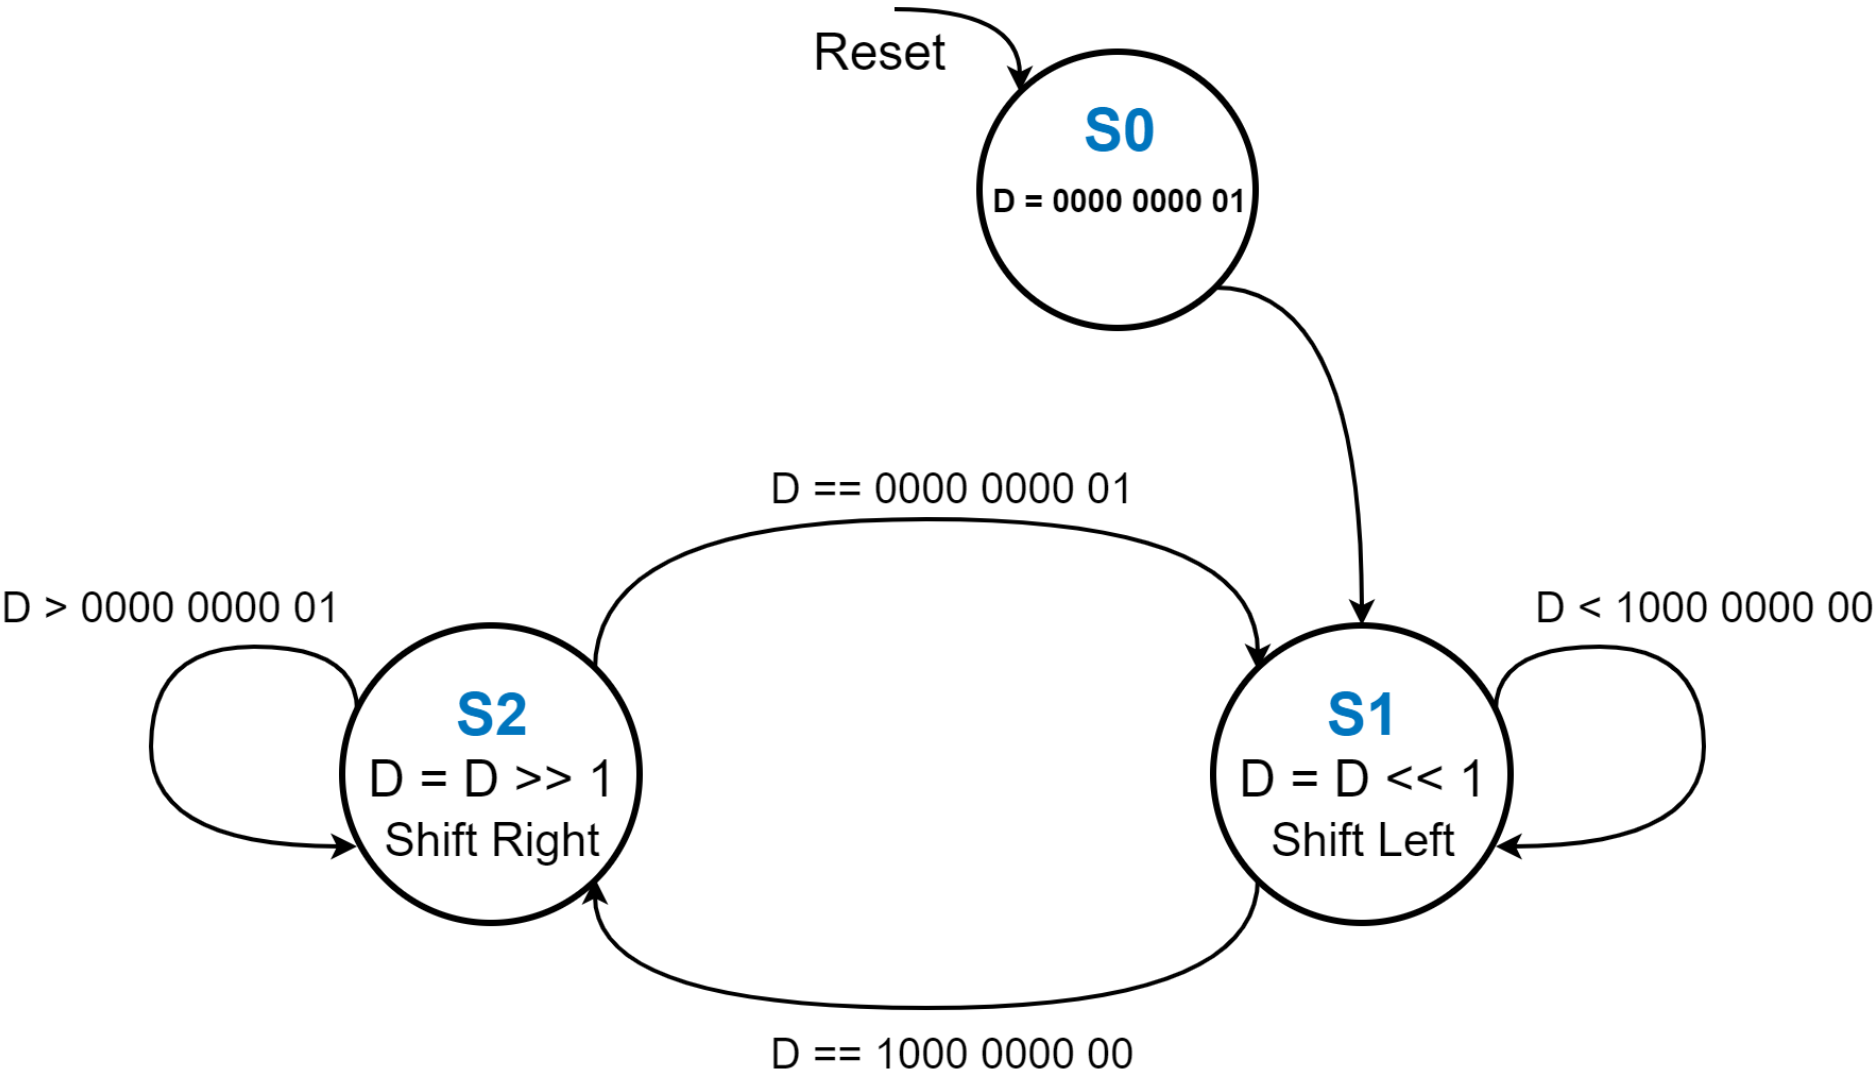 Reset
S0
D = 0000 0000 01
D == 0000 0000 01
D > 0000 0000 01
D < 1000 0000 00
S2
D = D >> 1
Shift Right
S1
D = D << 1
Shift Left
D == 1000 0000 00